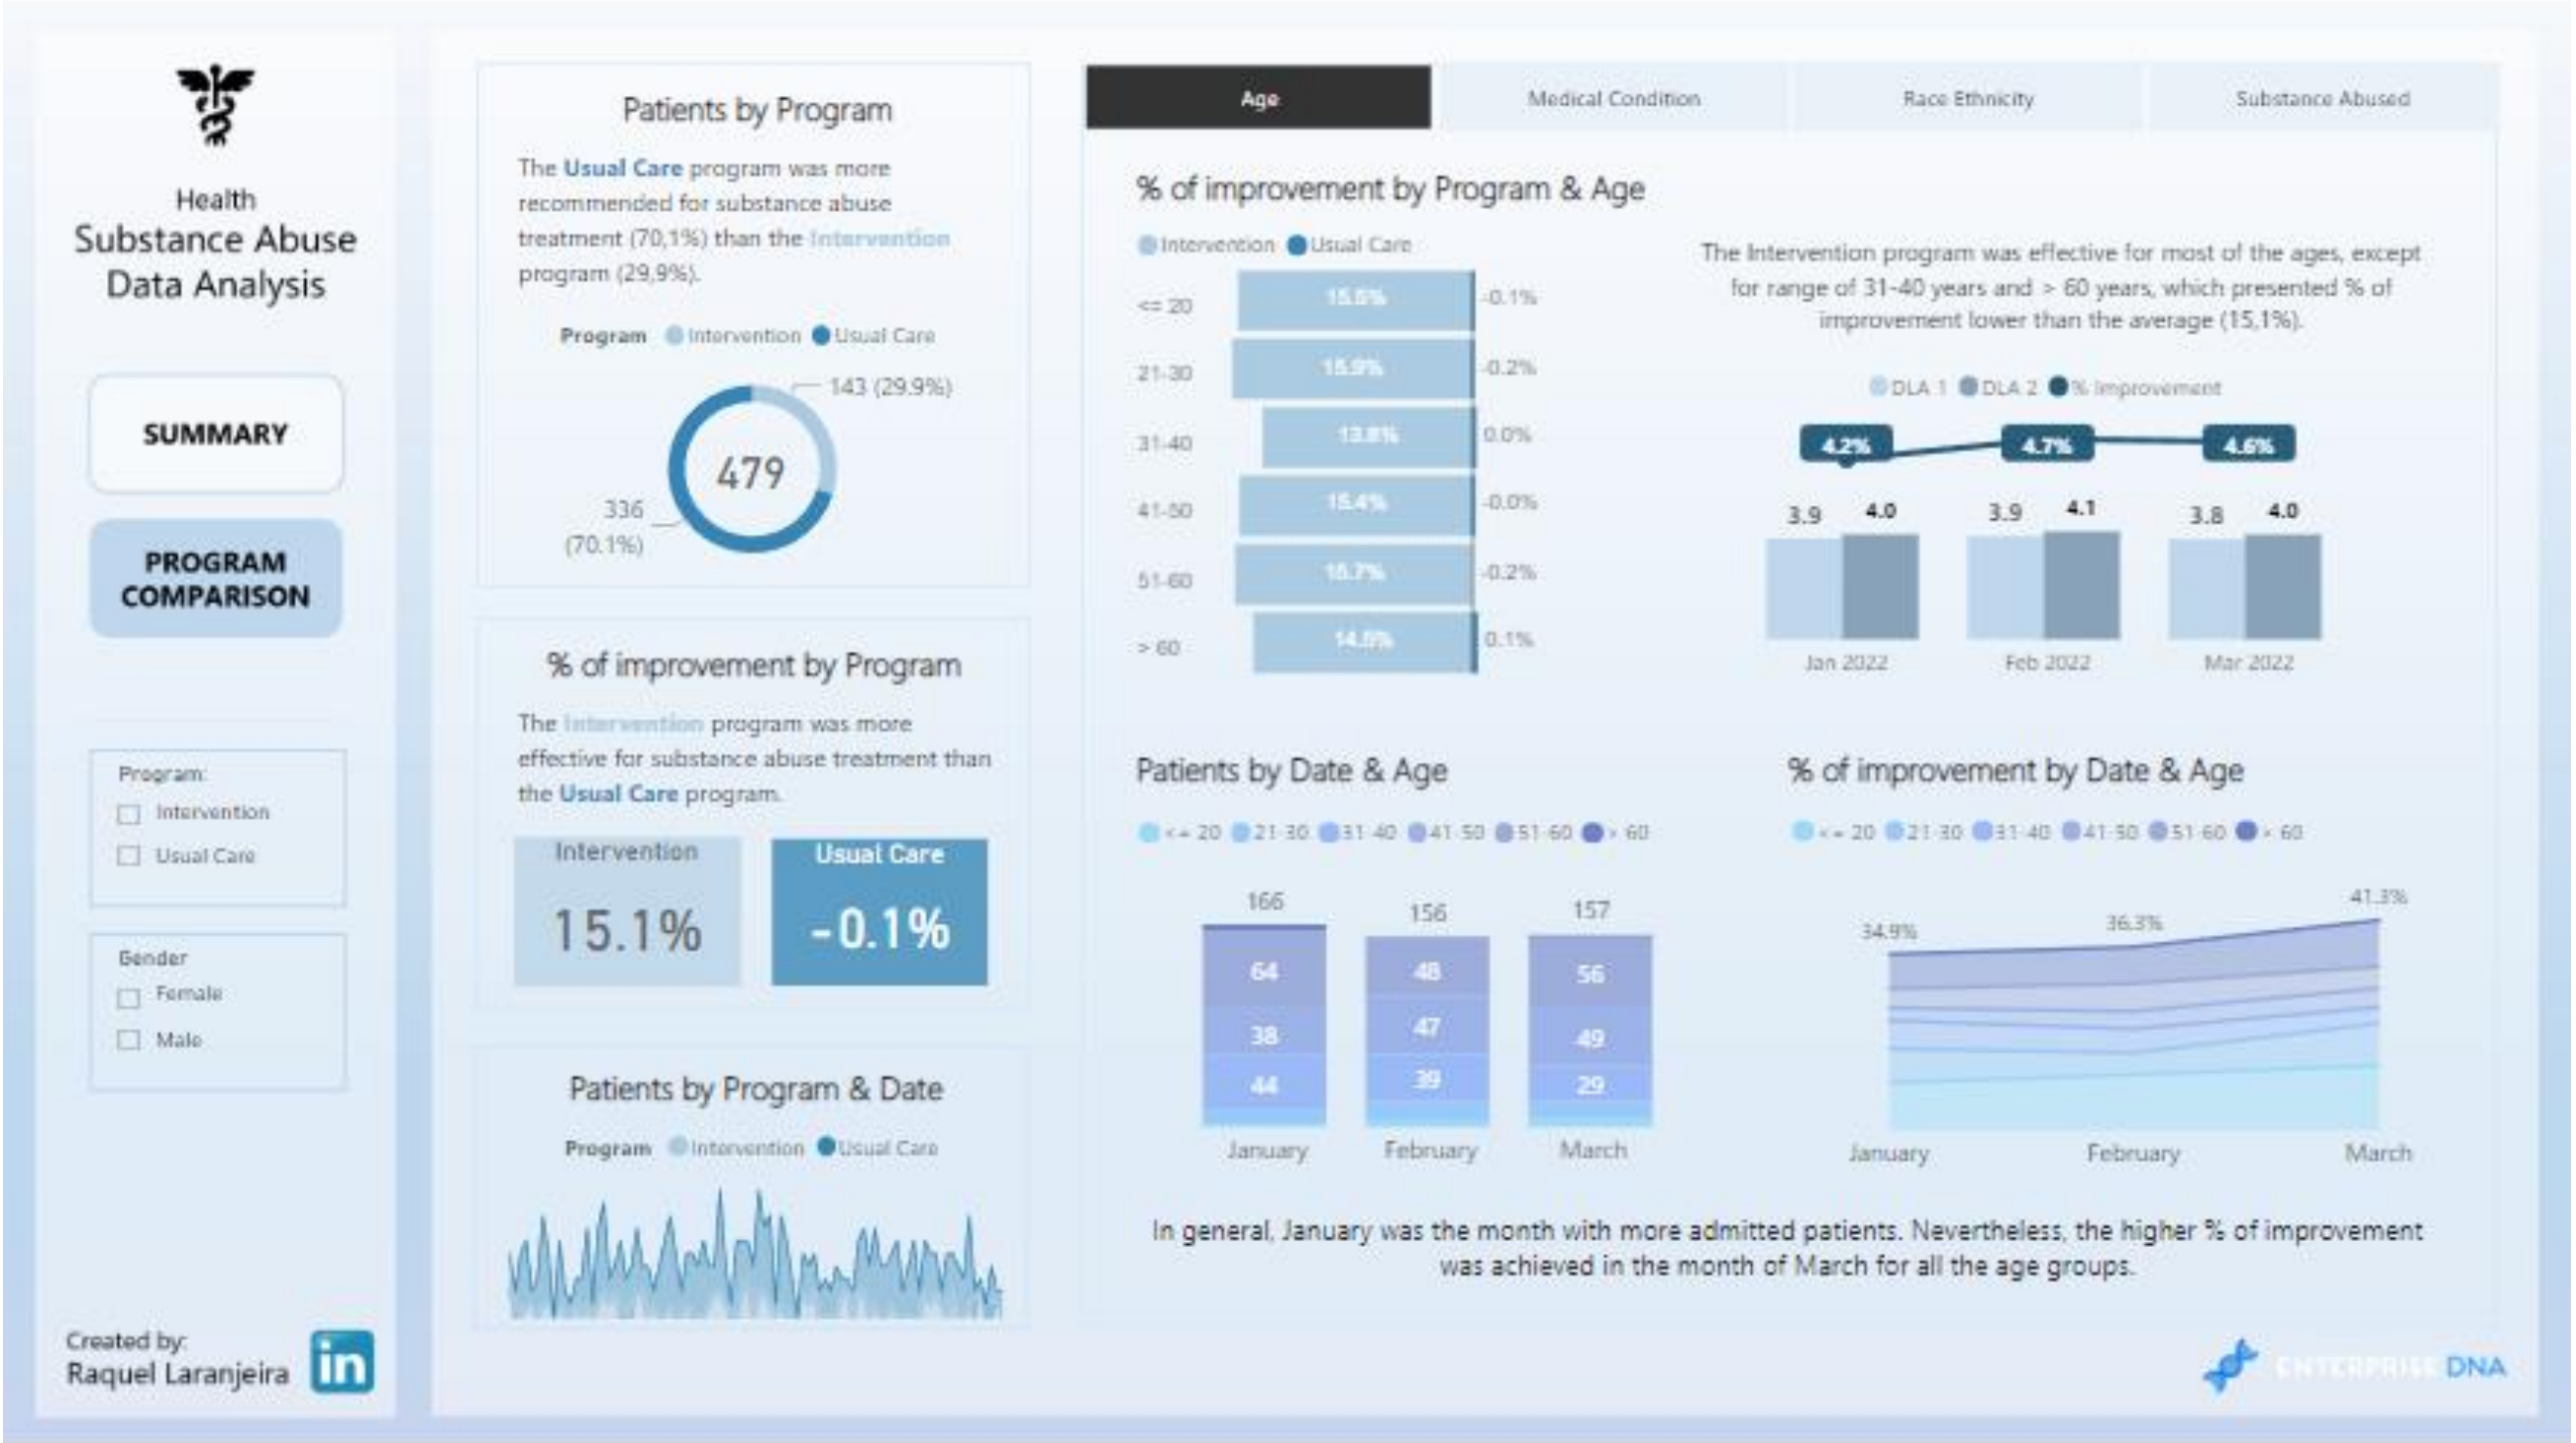 Health
Substance Abuse
Data Analysis
SUMMARY
PROGRAM
COMPARISON
Program:
Intervention
Usual Care
Gender
Female
Male
Created by:
Raquel Laranjeira
in
Patients by Program
The Usual Care program was more
recommended for substance abuse
treatment (70,1%) than the Intervention
program (29,9%).
Program Intervention Usual Care
143 (29.9%)
479
336
(70.1%)
% of improvement by Program
The Intervention program was more
effective for substance abuse treatment than
the Usual Care program.
Intervention
15.1%
Usual Care
-0.1%
Patients by Program & Date
Program Intervention Usual Care
Age
Medical Condition
Race Ethnicity
Substance Abused
% of improvement by Program & Age
Intervention Usual Care
<= 20 -0.1%
21-30 15.9% -0.2%
31-40 13.8% 0.0%
41-50 15.4% -0.0%
51-60 15.7% -0.2%
> 60 0.1%
The Intervention program was effective for most of the ages, except
for range of 31-40 years and > 60 years, which presented % of
improvement lower than the average (15,1%).
DLA 1 DLA 2 % Improvement
4.2% 4.7% 4.6%
3.9 4.0 3.9 4.1 3.8 4.0
Jan 2022 Feb 2022 Mar 2022
Patients by Date & Age
<= 20 21-30 31-40 41-50 51-60 > 60
166 156 157
64 48 56
38 47 49
44 39 29
January February March
% of improvement by Date & Age
<= 20 21-30 31-40 41-50 51-60 > 60
34.9% 36.3% 41.3%
January February March
In general, January was the month with more admitted patients. Nevertheless, the higher % of improvement
was achieved in the month of March for all the age groups.
ENTERPRISE DNA